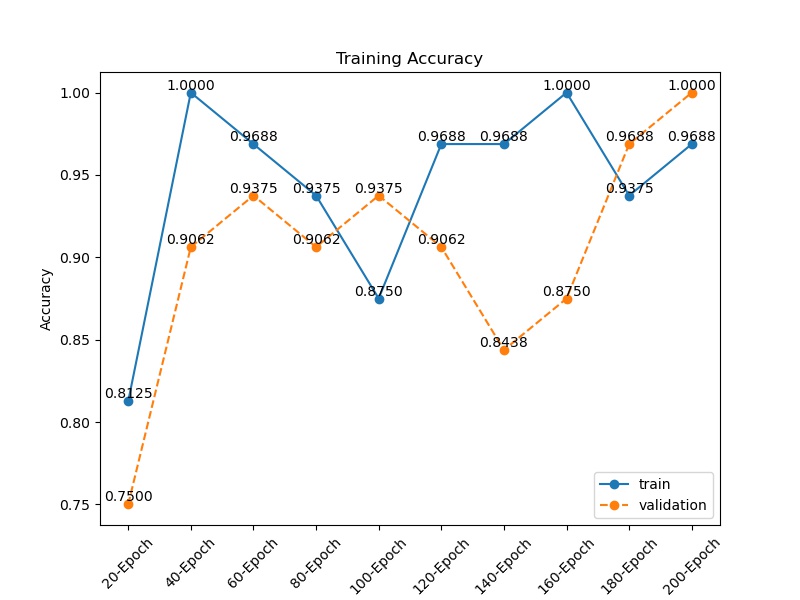 Training Accuracy
1.0000 1.0000 1.0000
0.9688 0.9688 0.9688 0.9688 0.9688
0.9375 0.9375 0.9375 0.9375
0.9062 0.9062 0.9062
0.8750 0.8750
0.8438
0.8125
0.7500
1.00
0.95
0.90
0.85
0.80
0.75
Accuracy
train
validation
20-Epoch 40-Epoch 60-Epoch 80-Epoch 100-Epoch 120-Epoch 140-Epoch 160-Epoch 180-Epoch 200-Epoch